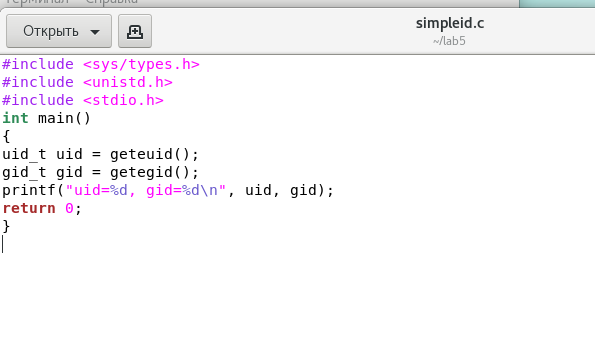 Терминал Справка
Открыть
simpleid.c
~/lab5
#include <sys/types.h>
#include <unistd.h>
#include <stdio.h>
int main()
{
uid_t uid = geteuid();
gid_t gid = getegid();
printf("uid=%d, gid=%d\n", uid, gid);
return 0;
}